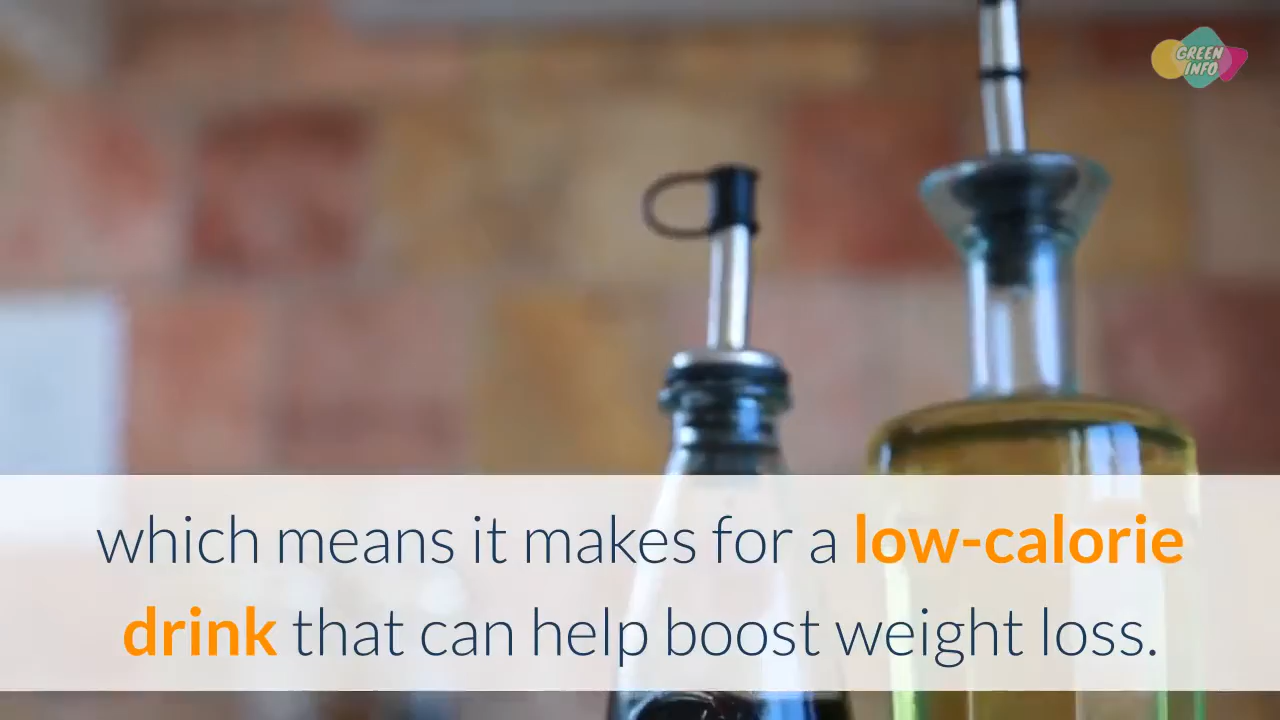 GREEN
INFO
which means it makes for a low-calorie
drink that can help boost weight loss.